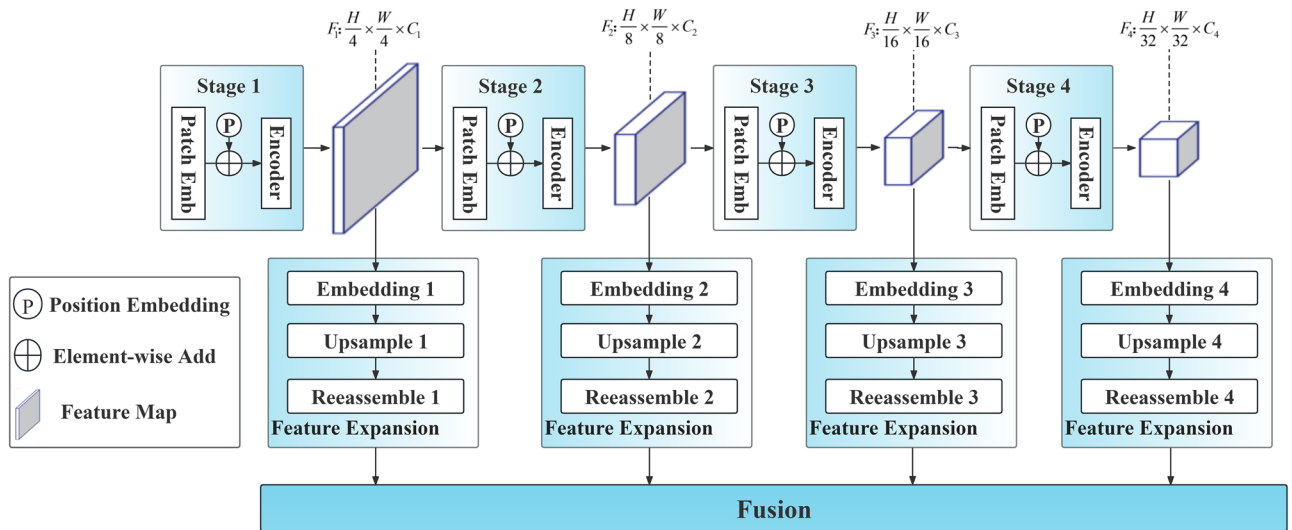 F₁: H/4 × W/4 × C₁
F₂: H/8 × W/8 × C₂
F₃: H/16 × W/16 × C₃
F₄: H/32 × W/32 × C₄
Stage 1
Patch Emb
P
Encoder
Stage 2
Patch Emb
P
Encoder
Stage 3
Patch Emb
P
Encoder
Stage 4
Patch Emb
P
Encoder
P Position Embedding
Element-wise Add
Feature Map
Embedding 1
Upsample 1
Reeassemble 1
Feature Expansion
Embedding 2
Upsample 2
Reeassemble 2
Feature Expansion
Embedding 3
Upsample 3
Reeassemble 3
Feature Expansion
Embedding 4
Upsample 4
Reeassemble 4
Feature Expansion
Fusion